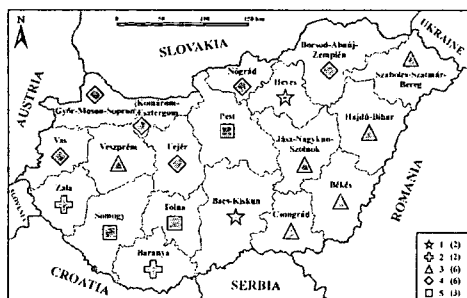 N
0 50 100 150 km
SLOVAKIA
UKRAINE
AUSTRIA
Borsod-Abaúj-
Zemplén
Nógrád
Heves
Szabolcs-Szatmár-
Bereg
Győr-Moson-Sopron
(Komárom-
Esztergom
Pest
Hajdú-Bihar
Vas
Veszprém
Fejér
Jász-Nagykun-
Szolnok
Zala
Somogy
Tolna
Bács-Kiskun
Békés
Csongrád
Baranya
SLOVENIA
ROMANIA
CROATIA
SERBIA
1 (2)
2 (2)
3 (6)
4 (6)
5 (3)